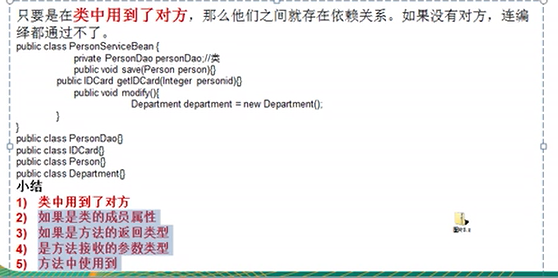 只要是在类中用到了对方，那么他们之间就存在依赖关系。如果没有对方，连编
绎都通过不了。
public class PersonServiceBean {
private PersonDao personDao;//类
public void save(Person person){}
public IDCard getIDCard(Integer personid){}
public void modify(){
Department department = new Department();
}
}
public class PersonDao{}
public class IDCard{}
public class Person{}
public class Department{}
小结
1) 类中用到了对方
2) 如果是类的成员属性
3) 如果是方法的返回类型
4) 是方法接收的参数类型
5) 方法中使用到